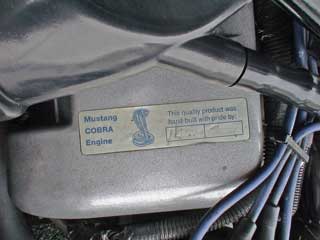 Mustang
COBRA
Engine
This quality product was
hand built with pride by: